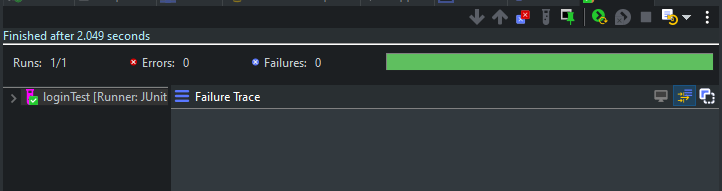 Finished after 2.049 seconds
Runs: 1/1 Errors: 0 Failures: 0
loginTest [Runner: JUnit
Failure Trace